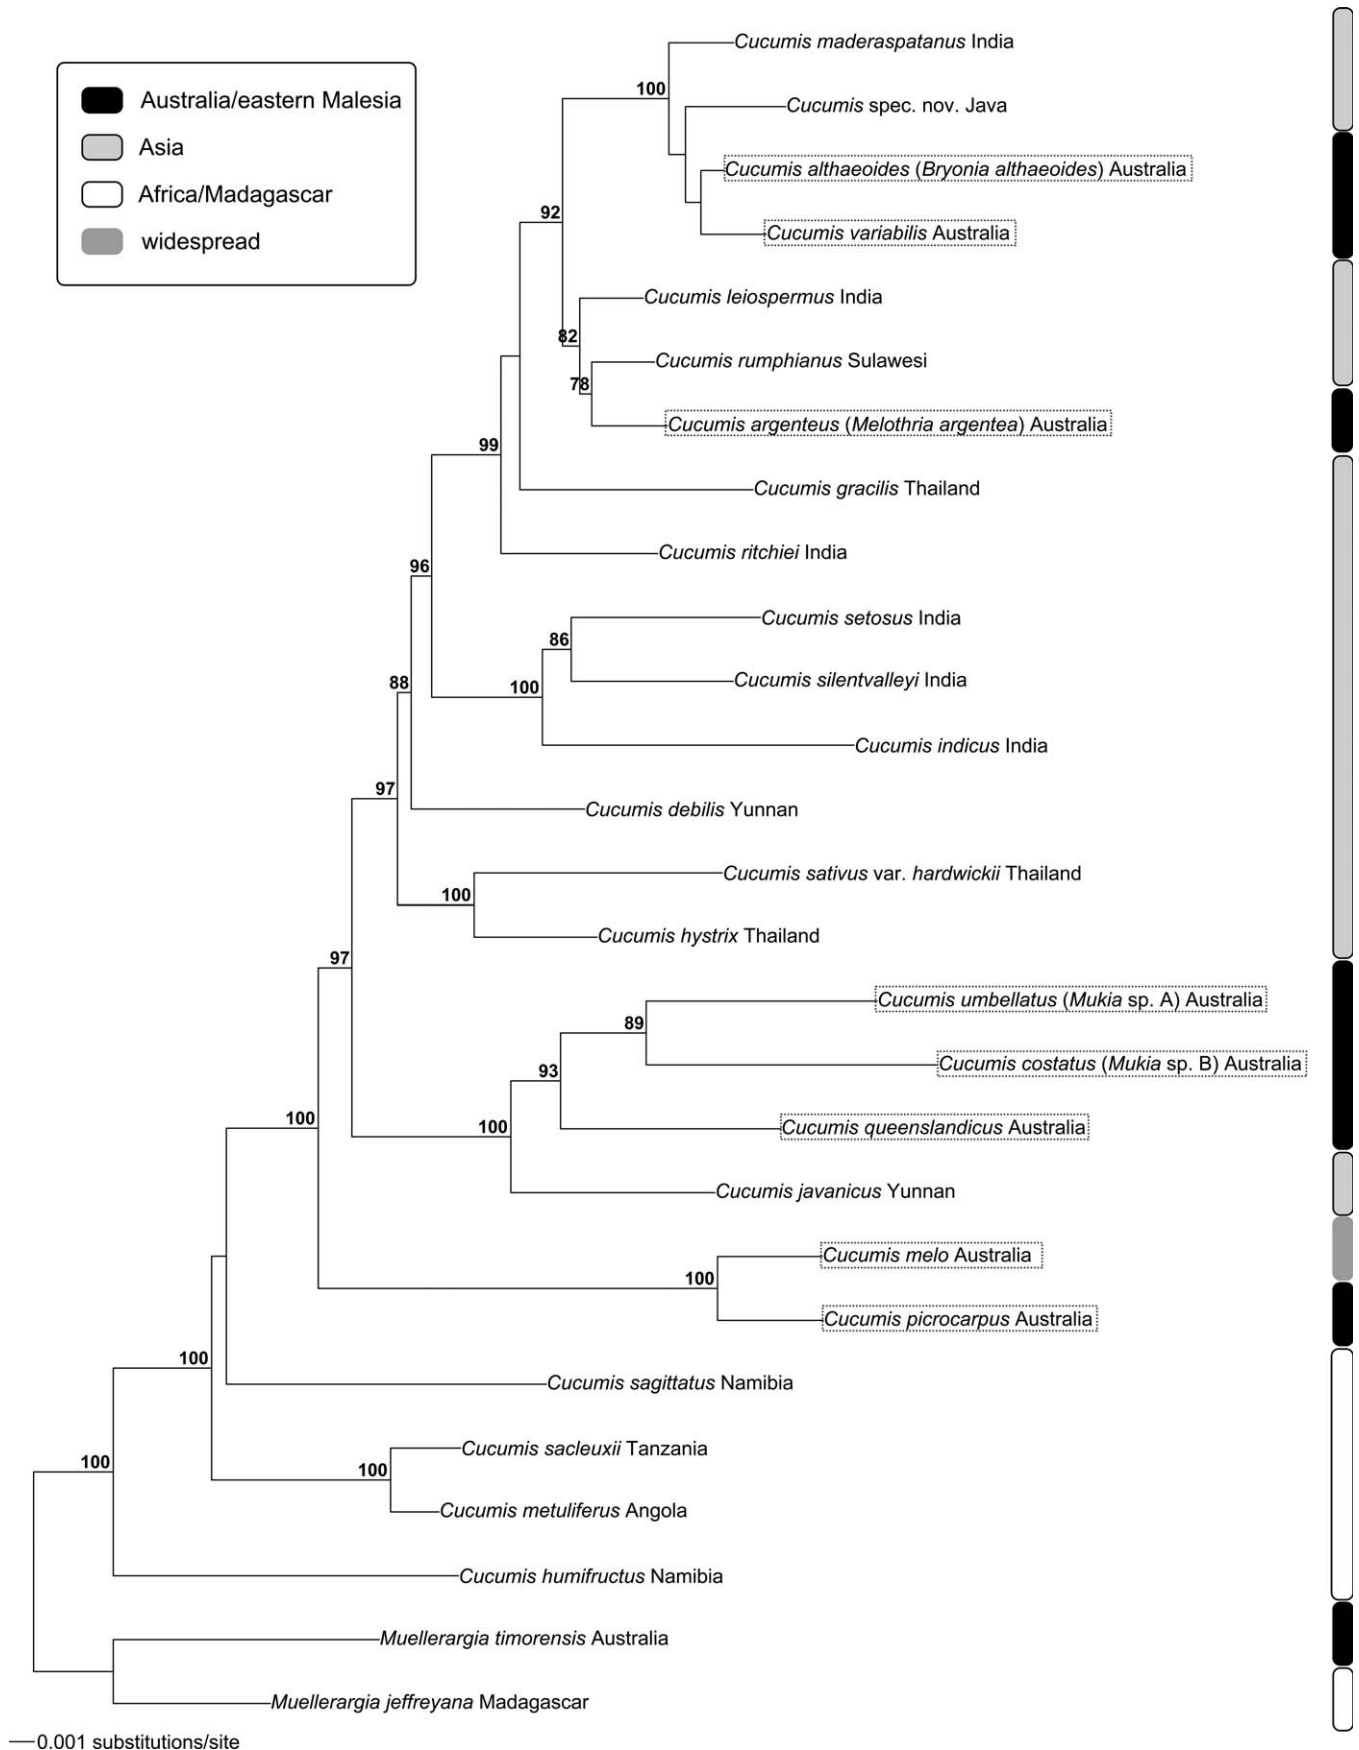 Australia/eastern Malesia
Asia
Africa/Madagascar
widespread
Cucumis maderaspatanus India
100
Cucumis spec. nov. Java
Cucumis althaeoides (Bryonia althaeoides) Australia
92
Cucumis variabilis Australia
Cucumis leiospermus India
82
Cucumis rumphianus Sulawesi
78
Cucumis argenteus (Melothria argentea) Australia
99
Cucumis gracilis Thailand
Cucumis ritchiei India
96
Cucumis setosus India
86
Cucumis silentvalleyi India
88
100
Cucumis indicus India
97
Cucumis debilis Yunnan
Cucumis sativus var. hardwickii Thailand
100
Cucumis hystrix Thailand
97
Cucumis umbellatus (Mukia sp. A) Australia
89
Cucumis costatus (Mukia sp. B) Australia
93
100
100
Cucumis queenslandicus Australia
Cucumis javanicus Yunnan
Cucumis melo Australia
100
Cucumis picrocarpus Australia
100
Cucumis sagittatus Namibia
Cucumis sacleuxii Tanzania
100
100
Cucumis metuliferus Angola
Cucumis humifructus Namibia
Muellerargia timorensis Australia
Muellerargia jeffreyana Madagascar
0.001 substitutions/site